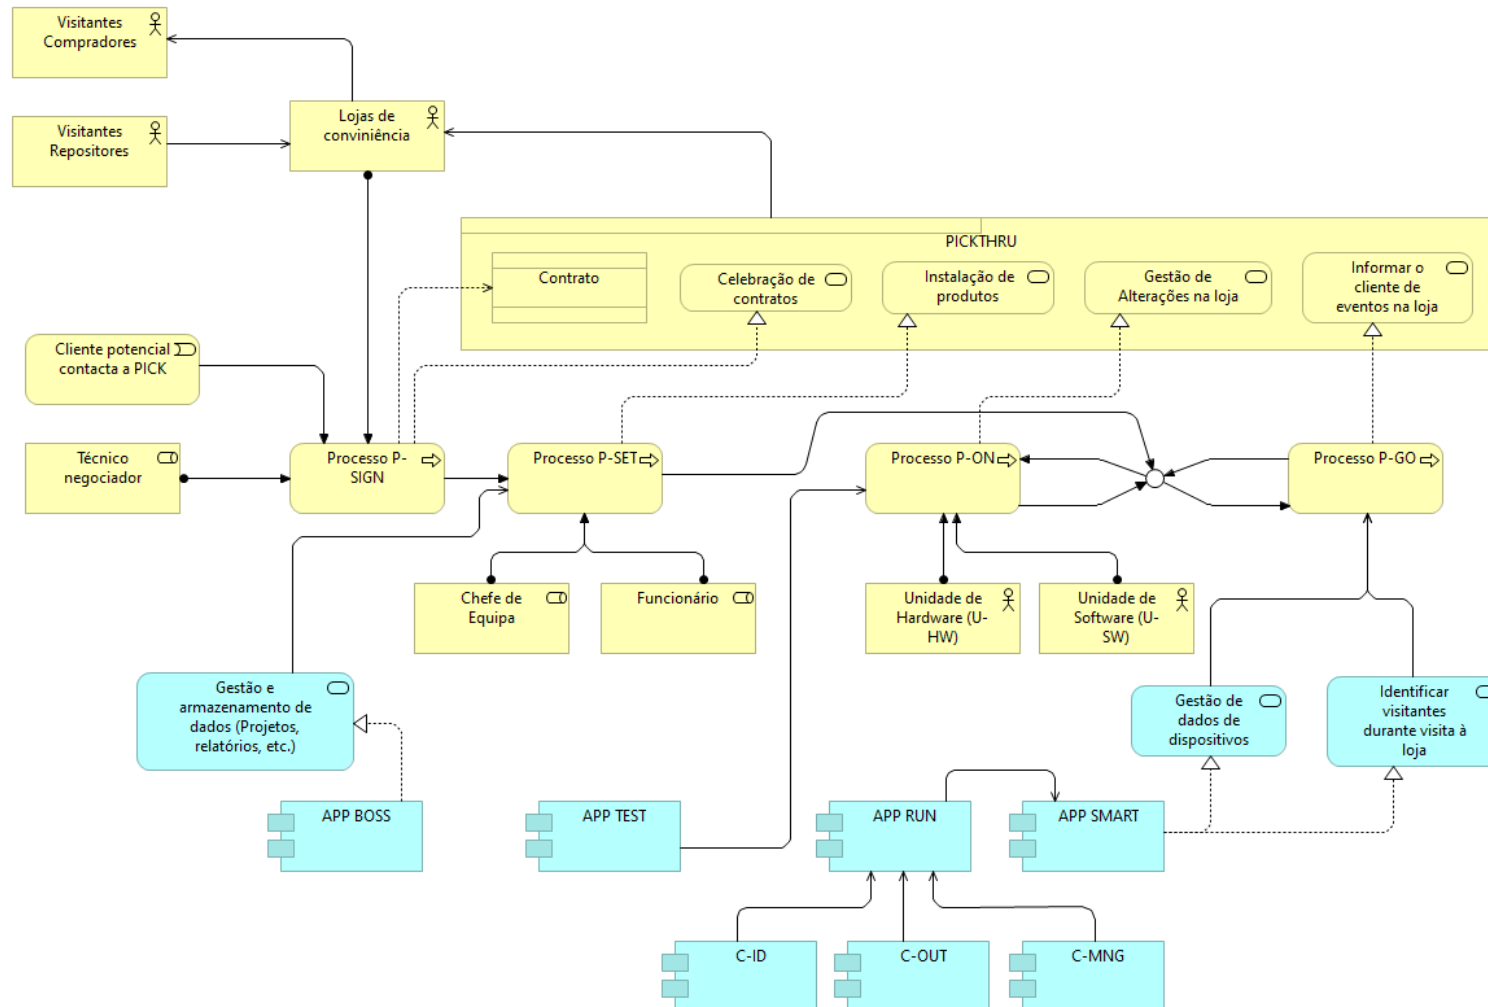 Visitantes
Compradores
Visitantes
Repositores
Lojas de
conviniência
PICKTHRU
Contrato
Celebração de
contratos
Instalação de
produtos
Gestão de
Alterações na loja
Informar o
cliente de
eventos na loja
Cliente potencial
contacta a PICK
Técnico
negociador
Processo P-
SIGN
Processo P-SET
Processo P-ON
Processo P-GO
Chefe de
Equipa
Funcionário
Unidade de
Hardware (U-
HW)
Unidade de
Software (U-
SW)
Gestão e
armazenamento de
dados (Projetos,
relatórios, etc.)
Gestão de
dados de
dispositivos
Identificar
visitantes
durante visita à
loja
APP BOSS
APP TEST
APP RUN
APP SMART
C-ID
C-OUT
C-MNG